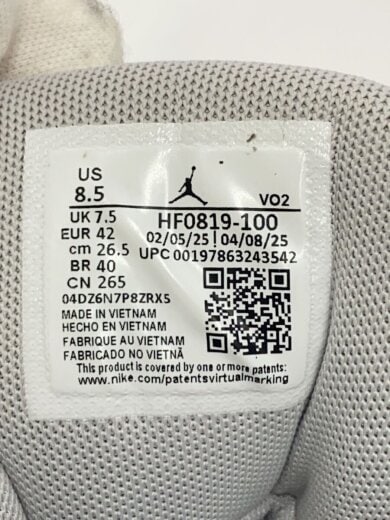 US
8.5
VO2
UK 7.5
HF0819-100
EUR 42
02/05/25 | 04/08/25
cm 26.5
UPC 00197863243542
BR 40
CN 265
04DZ6N7P8ZRXS
MADE IN VIETNAM
HECHO EN VIETNAM
FABRIQUE AU VIETNAM
FABRICADO NO VIETNÃ
This product is covered by one or more patents:
www.nike.com/patentsvirtualmarking